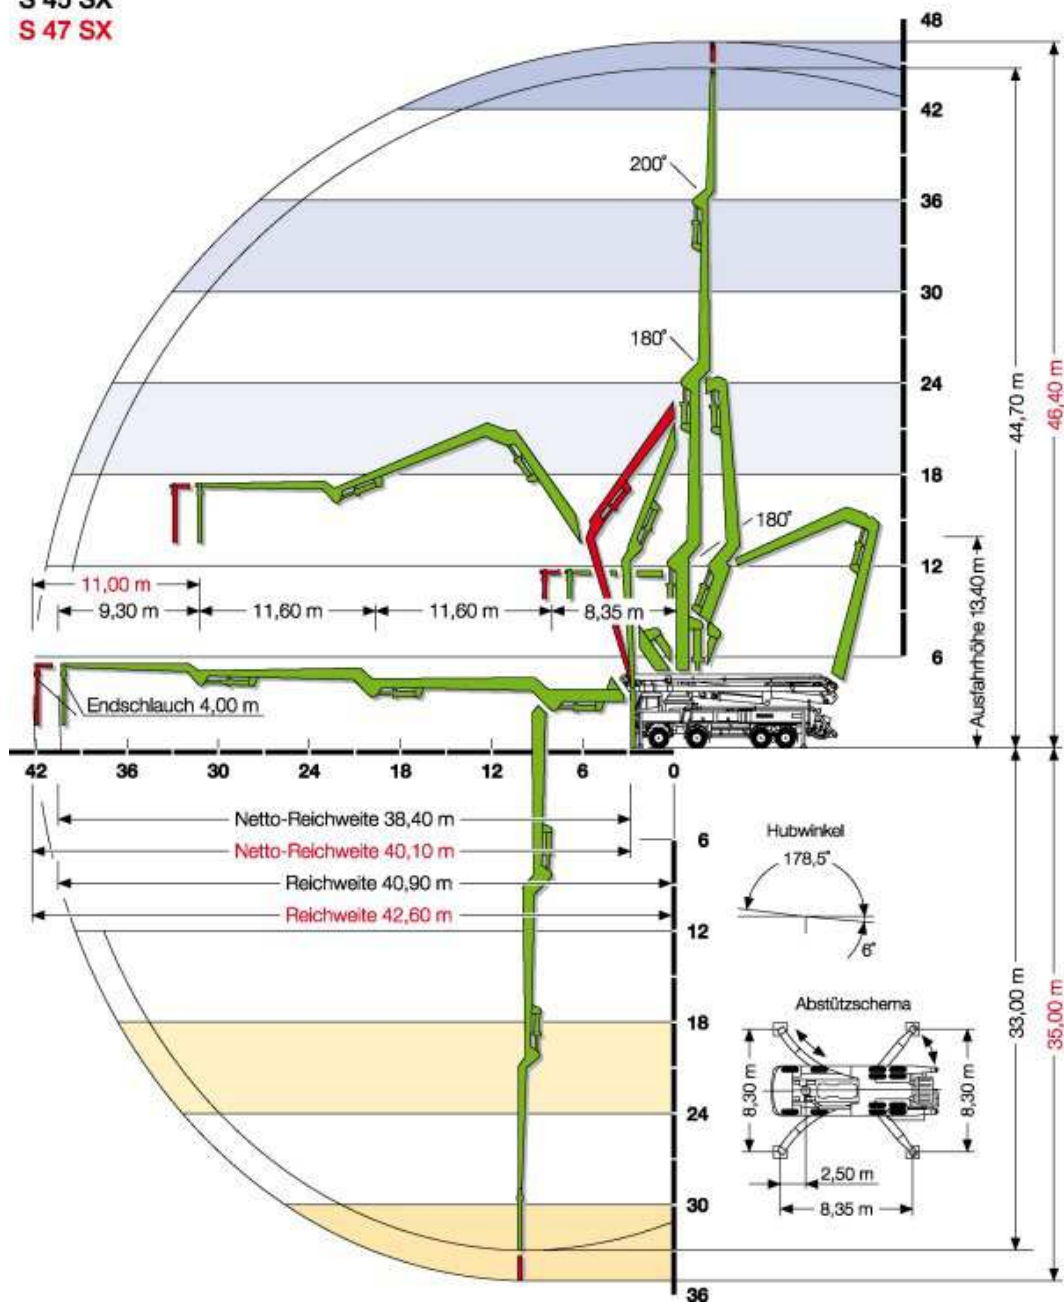 S 45 SX
S 47 SX
48
42
36
30
24
18
12
6
200°
180°
180°
44,70 m
46,40 m
Ausfahrhöhe 13,40 m
11,00 m
9,30 m
11,60 m
11,60 m
8,35 m
Endschlauch 4,00 m
42 36 30 24 18 12 6 0
Netto-Reichweite 38,40 m
Netto-Reichweite 40,10 m
Reichweite 40,90 m
Reichweite 42,60 m
6
12
18
24
30
36
Hubwinkel
178,5°
6°
33,00 m
35,00 m
Abstützschema
8,30 m
8,30 m
2,50 m
8,35 m